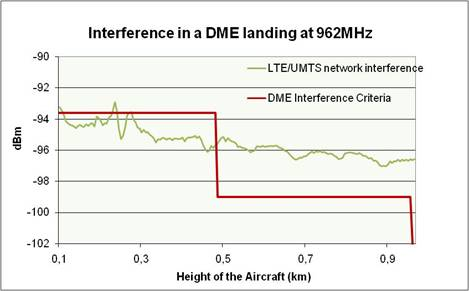 Interference in a DME landing at 962MHz
-90
LTE/UMTS network interference
-92
DME Interference Criteria
-94
dBm
-96
-98
-100
-102
0,1 0,3 0,5 0,7 0,9
Height of the Aircraft (km)